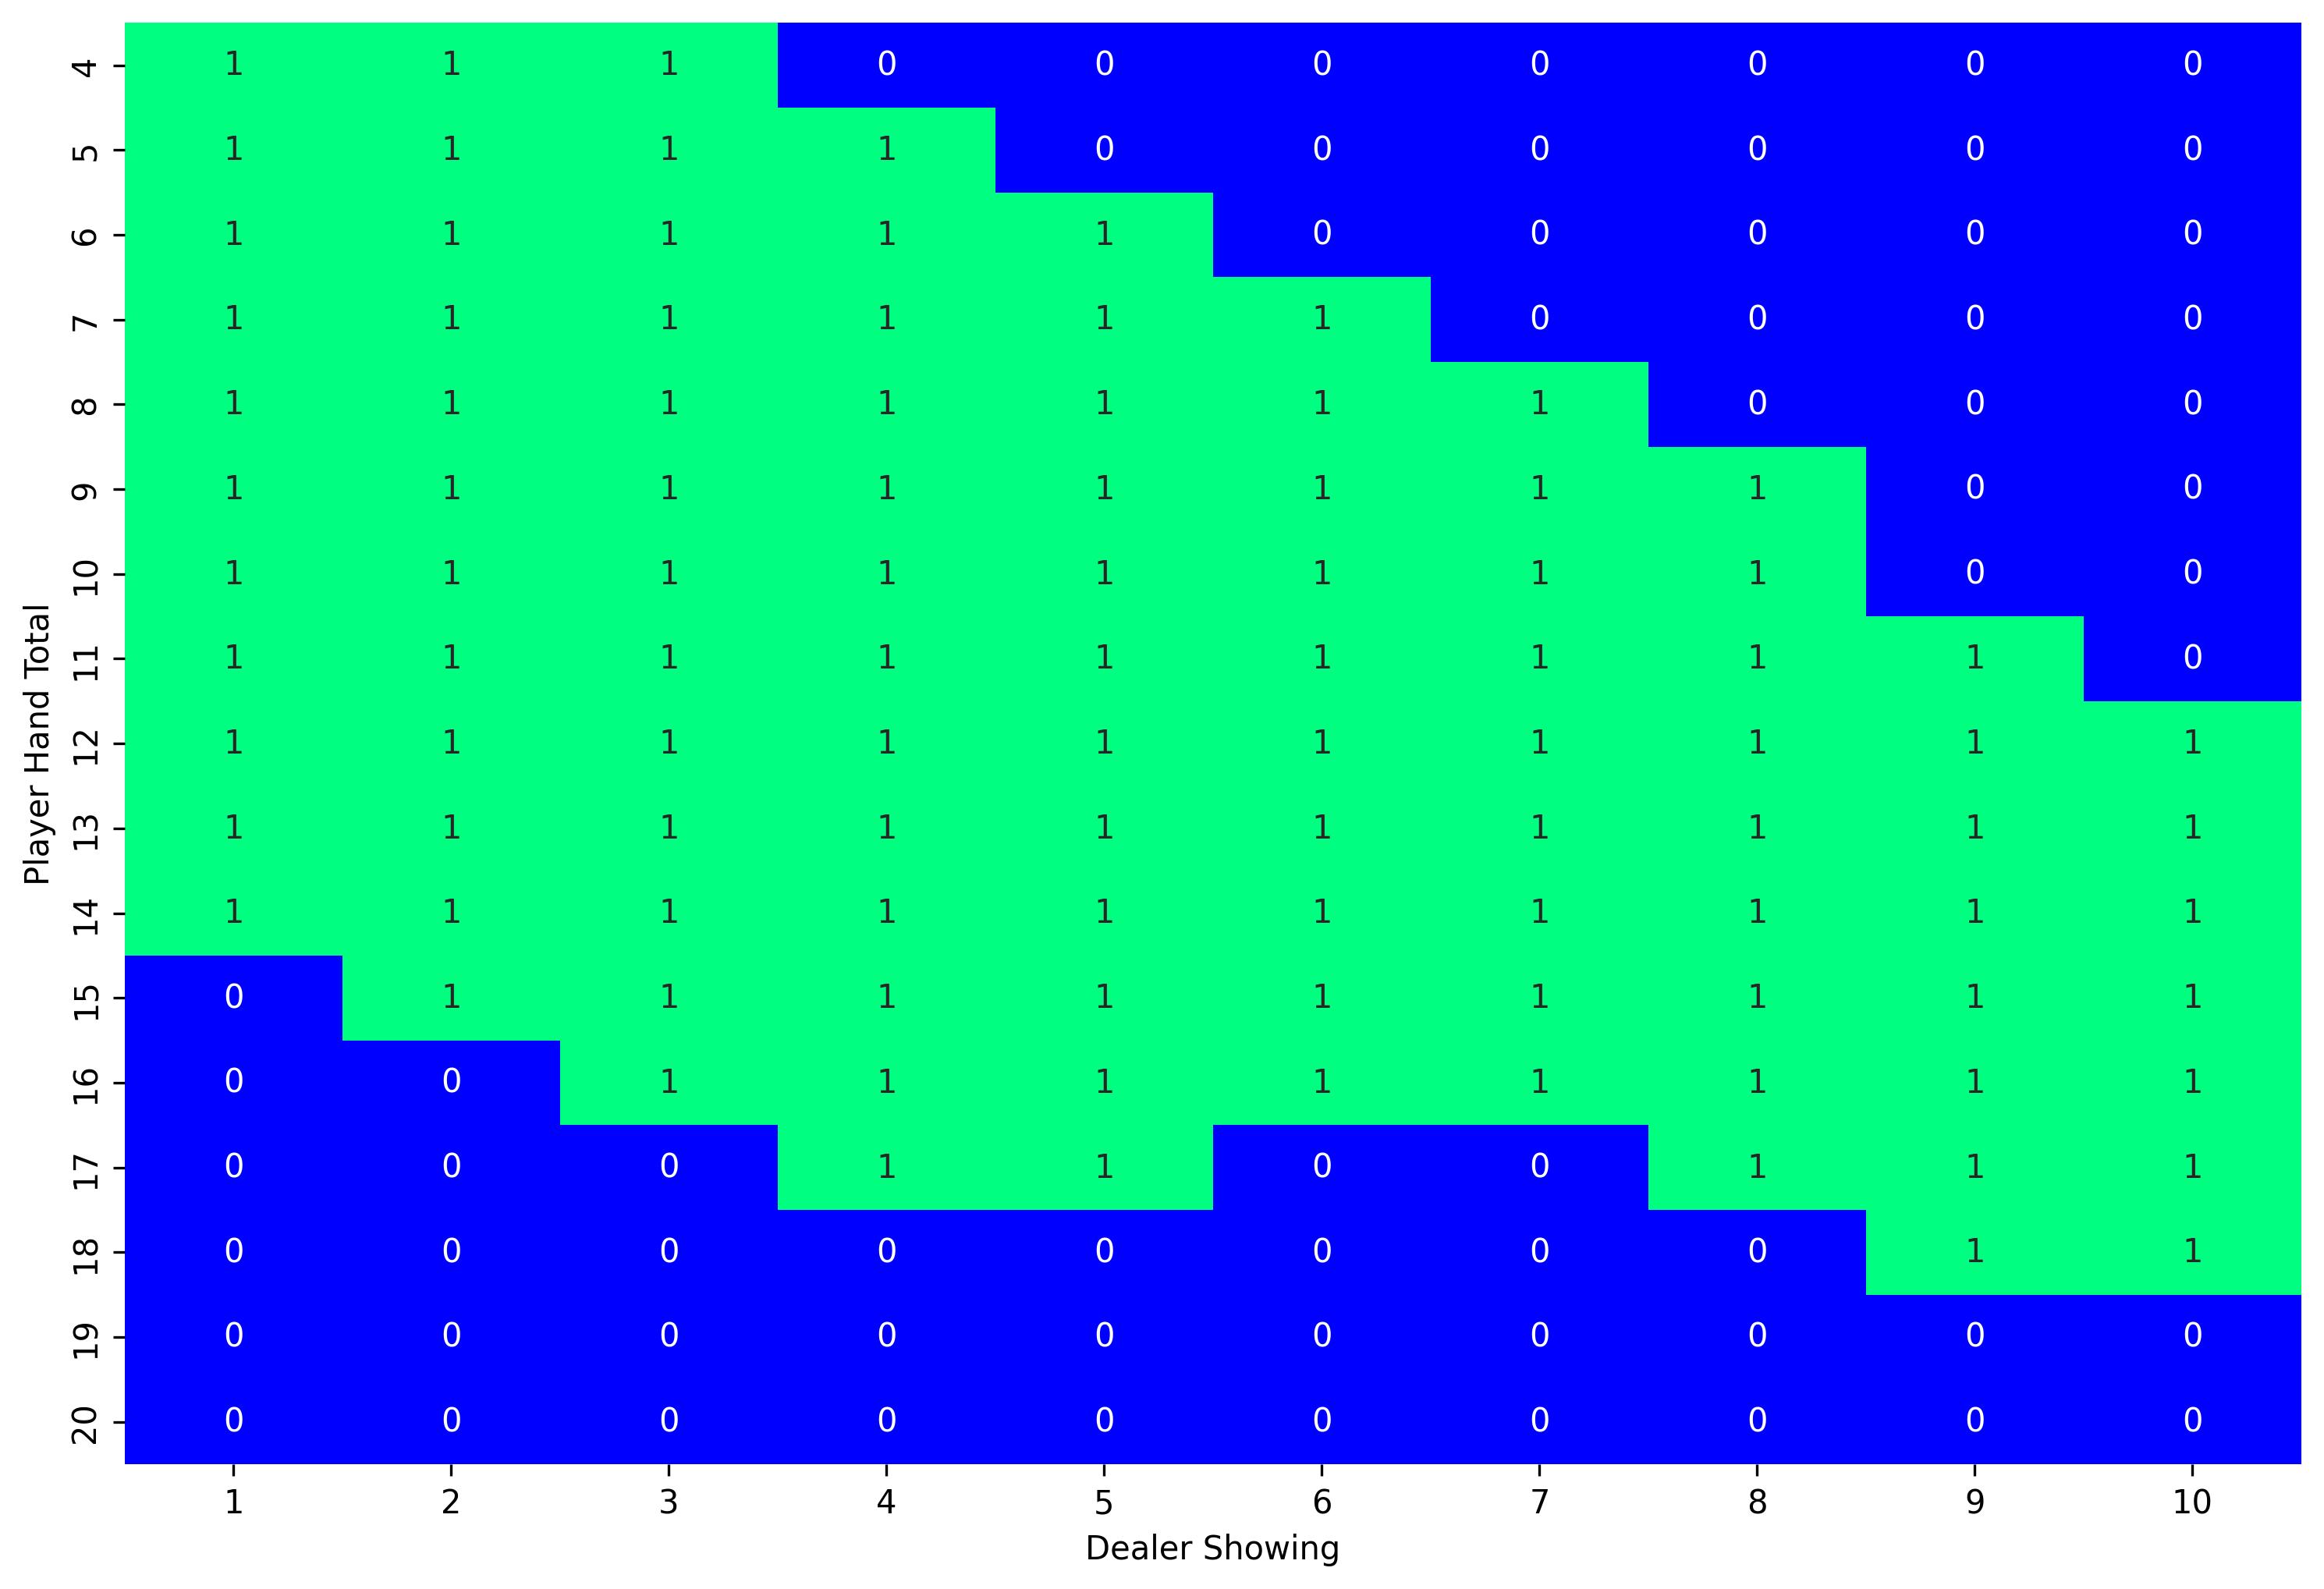 4 1 1 1 0 0 0 0 0 0 0
5 1 1 1 1 0 0 0 0 0 0
6 1 1 1 1 1 0 0 0 0 0
7 1 1 1 1 1 1 0 0 0 0
8 1 1 1 1 1 1 1 0 0 0
9 1 1 1 1 1 1 1 1 0 0
10 1 1 1 1 1 1 1 1 0 0
11 1 1 1 1 1 1 1 1 1 0
12 1 1 1 1 1 1 1 1 1 1
13 1 1 1 1 1 1 1 1 1 1
14 1 1 1 1 1 1 1 1 1 1
15 0 1 1 1 1 1 1 1 1 1
16 0 0 1 1 1 1 1 1 1 1
17 0 0 0 1 1 0 0 1 1 1
18 0 0 0 0 0 0 0 0 1 1
19 0 0 0 0 0 0 0 0 0 0
20 0 0 0 0 0 0 0 0 0 0
1 2 3 4 5 6 7 8 9 10
Dealer Showing
Player Hand Total